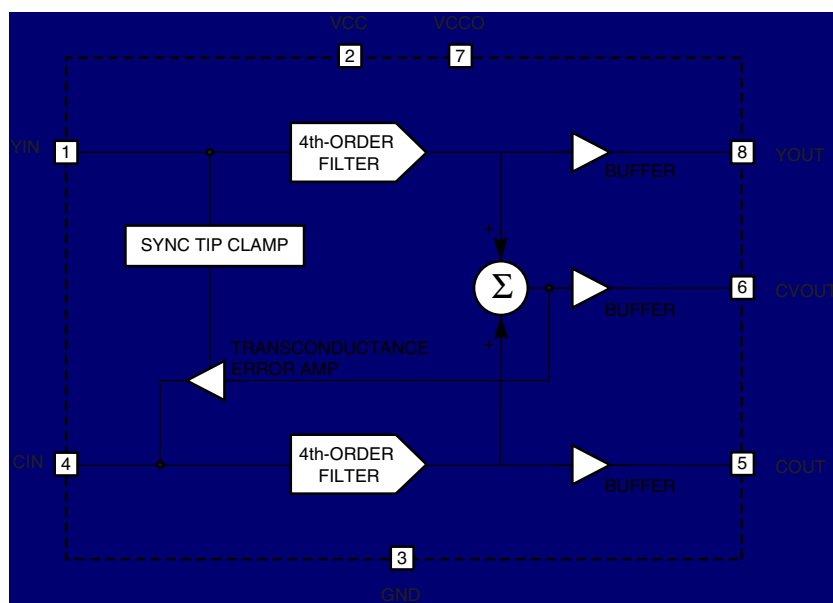 VCC VCCO
2 7
YIN 1 4th-ORDER
FILTER
BUFFER
8 YOUT
SYNC TIP CLAMP
+
Σ
BUFFER
6 CVOUT
+
TRANSCONDUCTANCE
ERROR AMP
CIN 4 4th-ORDER
FILTER
BUFFER
5 COUT
3
GND